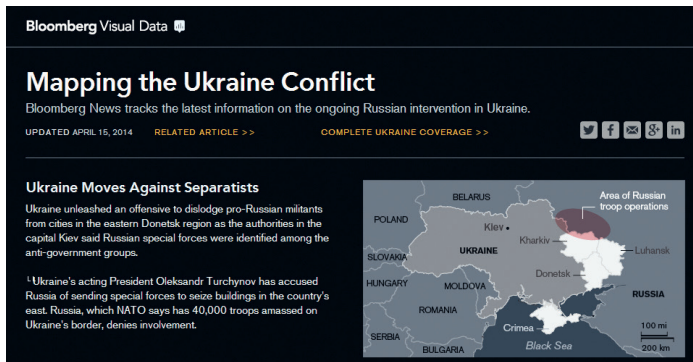 Bloomberg Visual Data
Mapping the Ukraine Conflict
Bloomberg News tracks the latest information on the ongoing Russian intervention in Ukraine.
UPDATED APRIL 15, 2014 RELATED ARTICLE >> COMPLETE UKRAINE COVERAGE >>
Ukraine Moves Against Separatists
Ukraine unleashed an offensive to dislodge pro-Russian militants
from cities in the eastern Donetsk region as the authorities in the
capital Kiev said Russian special forces were identified among the
anti-government groups.
└Ukraine's acting President Oleksandr Turchynov has accused
Russia of sending special forces to seize buildings in the country's
east. Russia, which NATO says has 40,000 troops amassed on
Ukraine's border, denies involvement.
BELARUS
Area of Russian
troop operations
POLAND
Kiev
Kharkiv
UKRAINE
Luhansk
SLOVAKIA
Donetsk
HUNGARY
MOLDOVA
RUSSIA
ROMANIA
Crimea
100 mi
SERBIA
BULGARIA
Black Sea
200 km